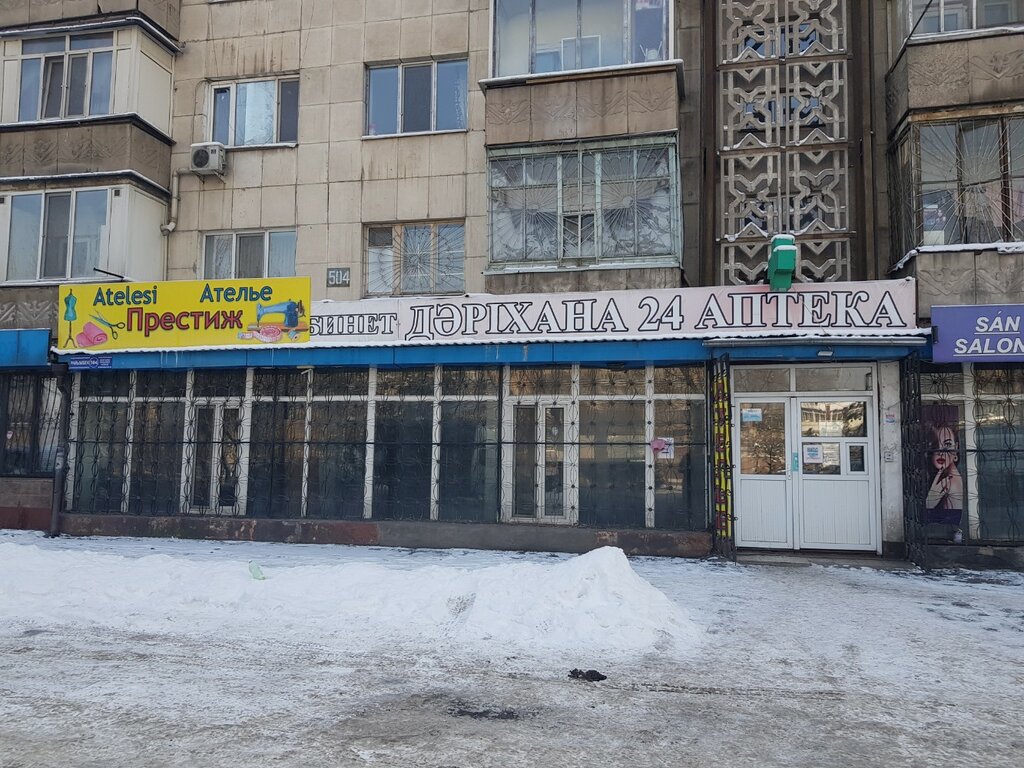 504
Atelesi Ателье
Престиж
БИНЕТ ДӘРІХАНА 24 АПТЕКА
SÁN
SALON